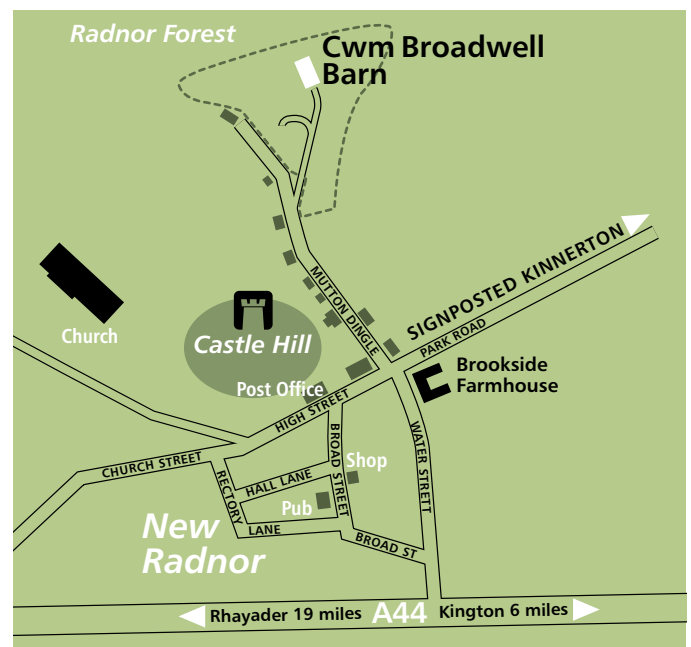 Radnor Forest
Cwm Broadwell
Barn
MUTTON DINGLE
SIGNPOSTED KINNERTON
PARK ROAD
Church
Castle Hill
Post Office
Brookside
Farmhouse
HIGH STREET
CHURCH STREET
RECTORY
LANE
HALL LANE
BROAD STREET
Shop
Pub
WATER STRETT
New
Radnor
BROAD ST
Rhayader 19 miles A44 Kington 6 miles